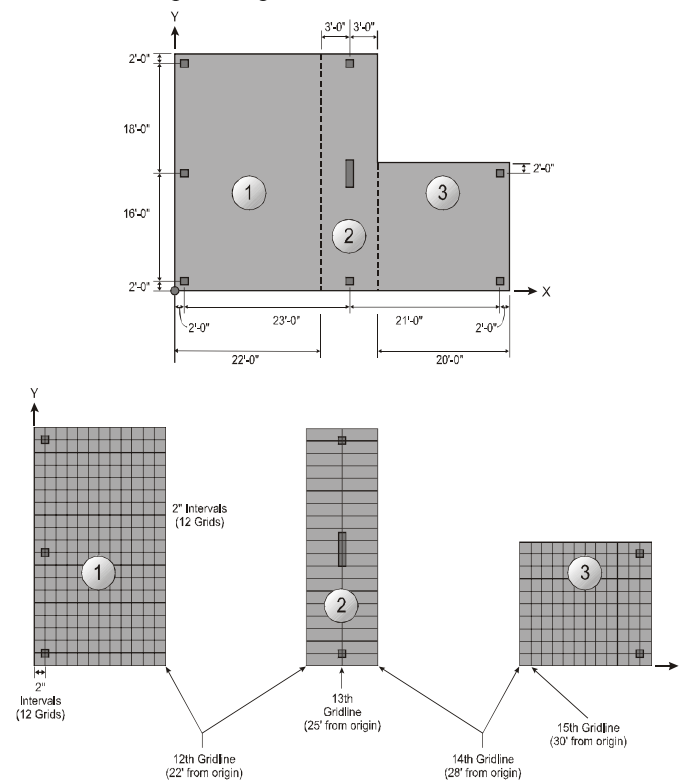 Y
3'-0" 3'-0"
2'-0"
18'-0"
16'-0"
2'-0"
1
2
3
2'-0"
X
23'-0" 21'-0"
2'-0" 2'-0"
22'-0" 20'-0"
Y
2" Intervals
(12 Grids)
1
2
3
2"
Intervals
(12 Grids)
13th
Gridline
(25' from origin)
15th Gridline
(30' from origin)
12th Gridline
(22' from origin)
14th Gridline
(28' from origin)